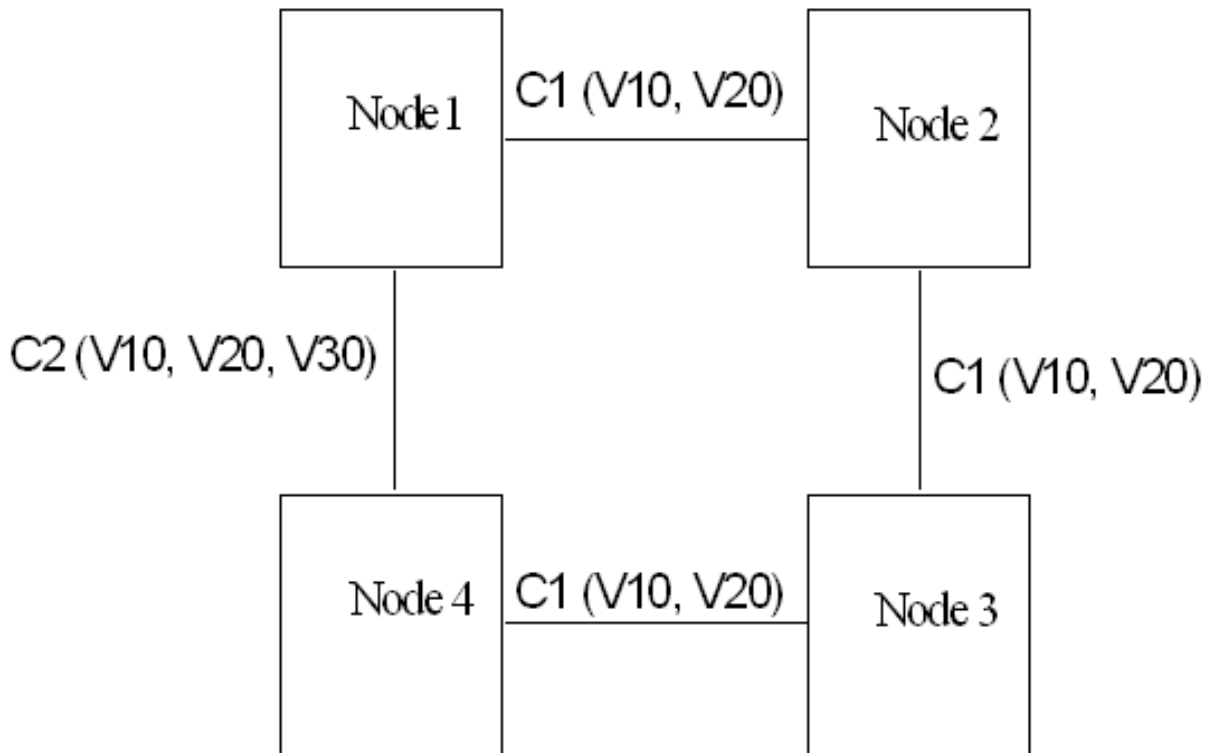 C1 (V10, V20)
Node 1
Node 2
C2 (V10, V20, V30)
C1 (V10, V20)
C1 (V10, V20)
Node 4
Node 3